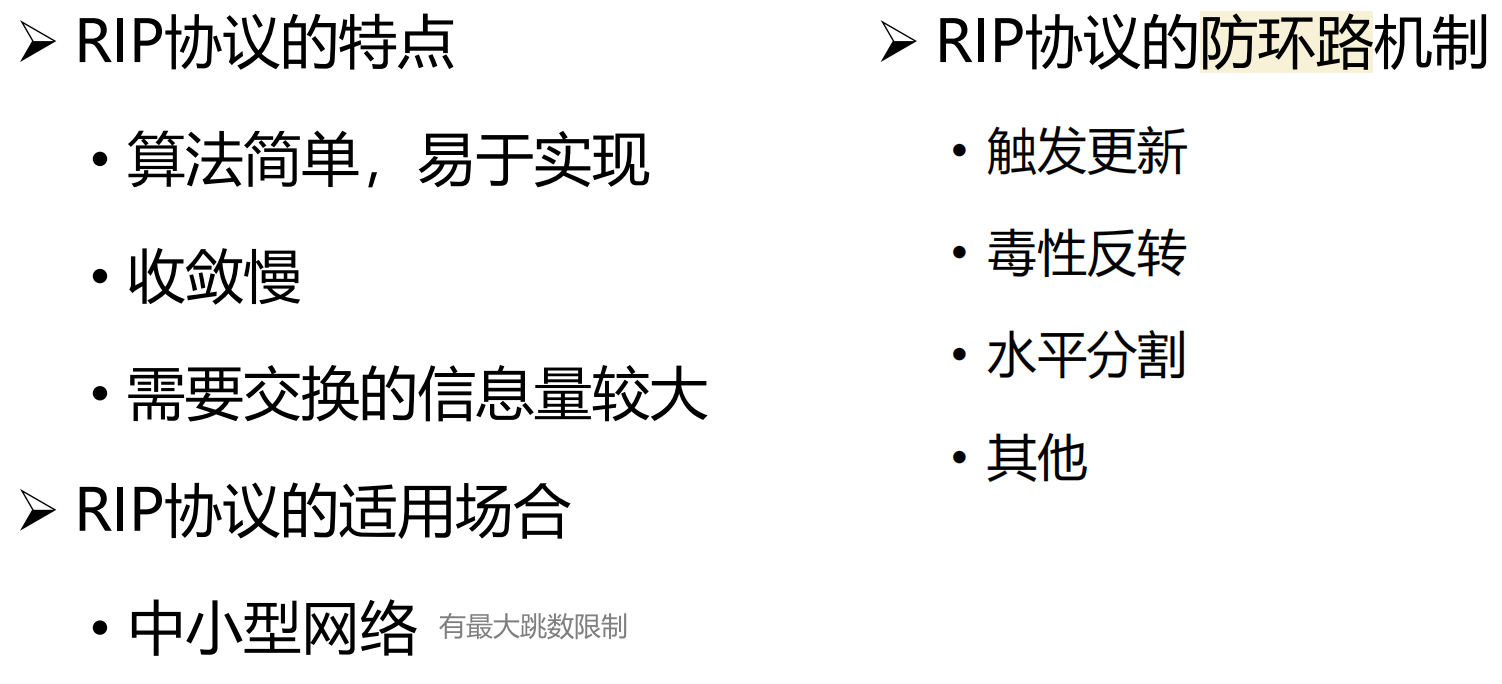 ➢ RIP协议的特点
• 算法简单，易于实现
• 收敛慢
• 需要交换的信息量较大
➢ RIP协议的适用场合
• 中小型网络 有最大跳数限制
➢ RIP协议的防环路机制
• 触发更新
• 毒性反转
• 水平分割
• 其他